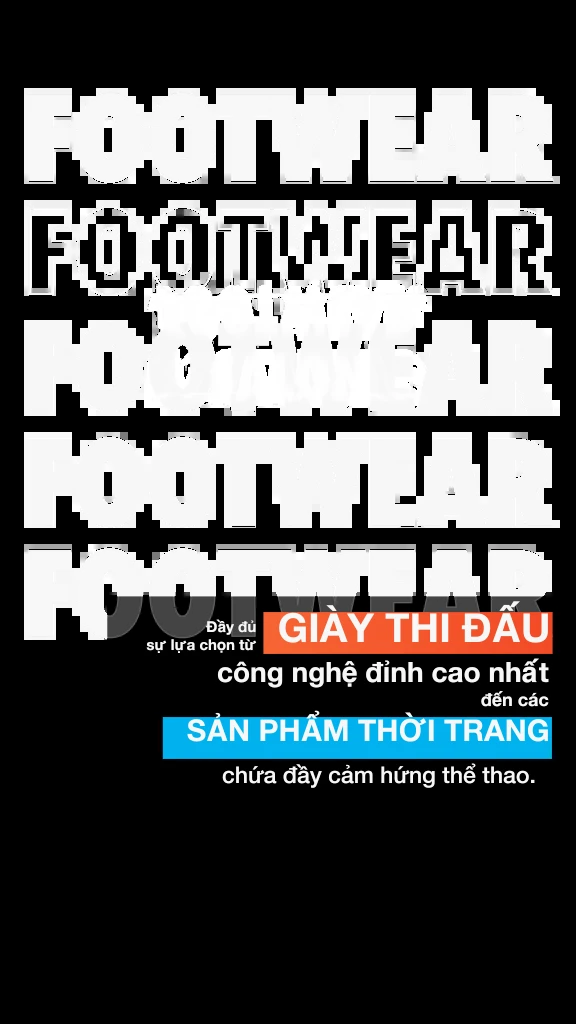 FOOTWEAR
FOOTWEAR
FOOTWEAR
FOOTWEAR
FOOTWEAR
Đầy đủ
sự lựa chọn từ
GIÀY THI ĐẤU
công nghệ đỉnh cao nhất
đến các
SẢN PHẨM THỜI TRANG
chứa đầy cảm hứng thể thao.